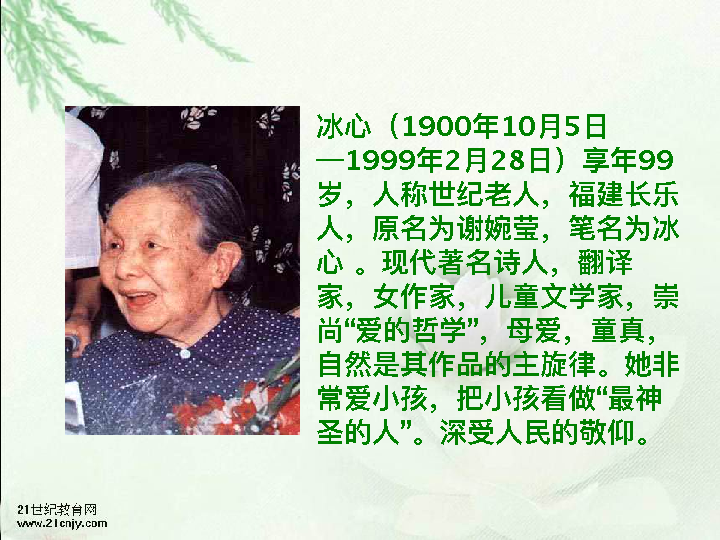 冰心（1900年10月5日
—1999年2月28日）享年99
岁，人称世纪老人，福建长乐
人，原名为谢婉莹，笔名为冰
心 。现代著名诗人，翻译
家，女作家，儿童文学家，崇
尚“爱的哲学”，母爱，童真，
自然是其作品的主旋律。她非
常爱小孩，把小孩看做“最神
圣的人”。深受人民的敬仰。
21世纪教育网
www.21cnjy.com